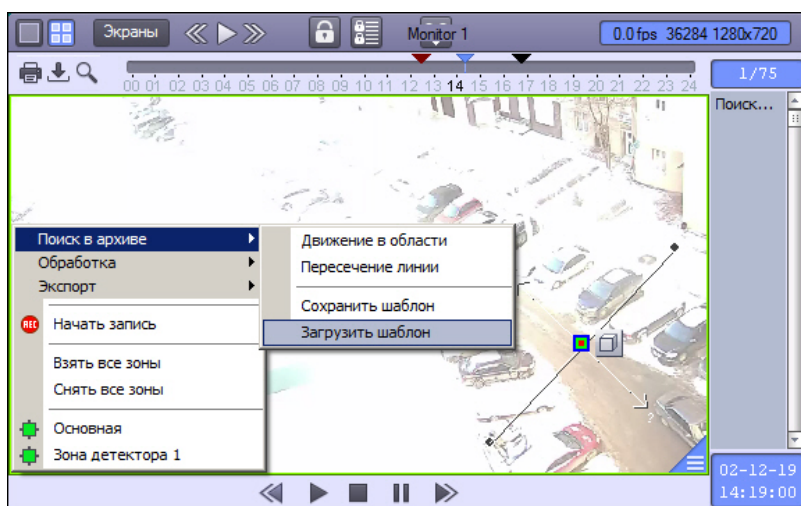 Экраны
Monitor 1
0.0 fps 36284 1280x720
00 01 02 03 04 05 06 07 08 09 10 11 12 13 14 15 16 17 18 19 20 21 22 23 24
1/75
Поиск...
Поиск в архиве
Обработка
Экспорт
REC Начать запись
Взять все зоны
Снять все зоны
Основная
Зона детектора 1
Движение в области
Пересечение линии
Сохранить шаблон
Загрузить шаблон
?
02-12-19
14:19:00